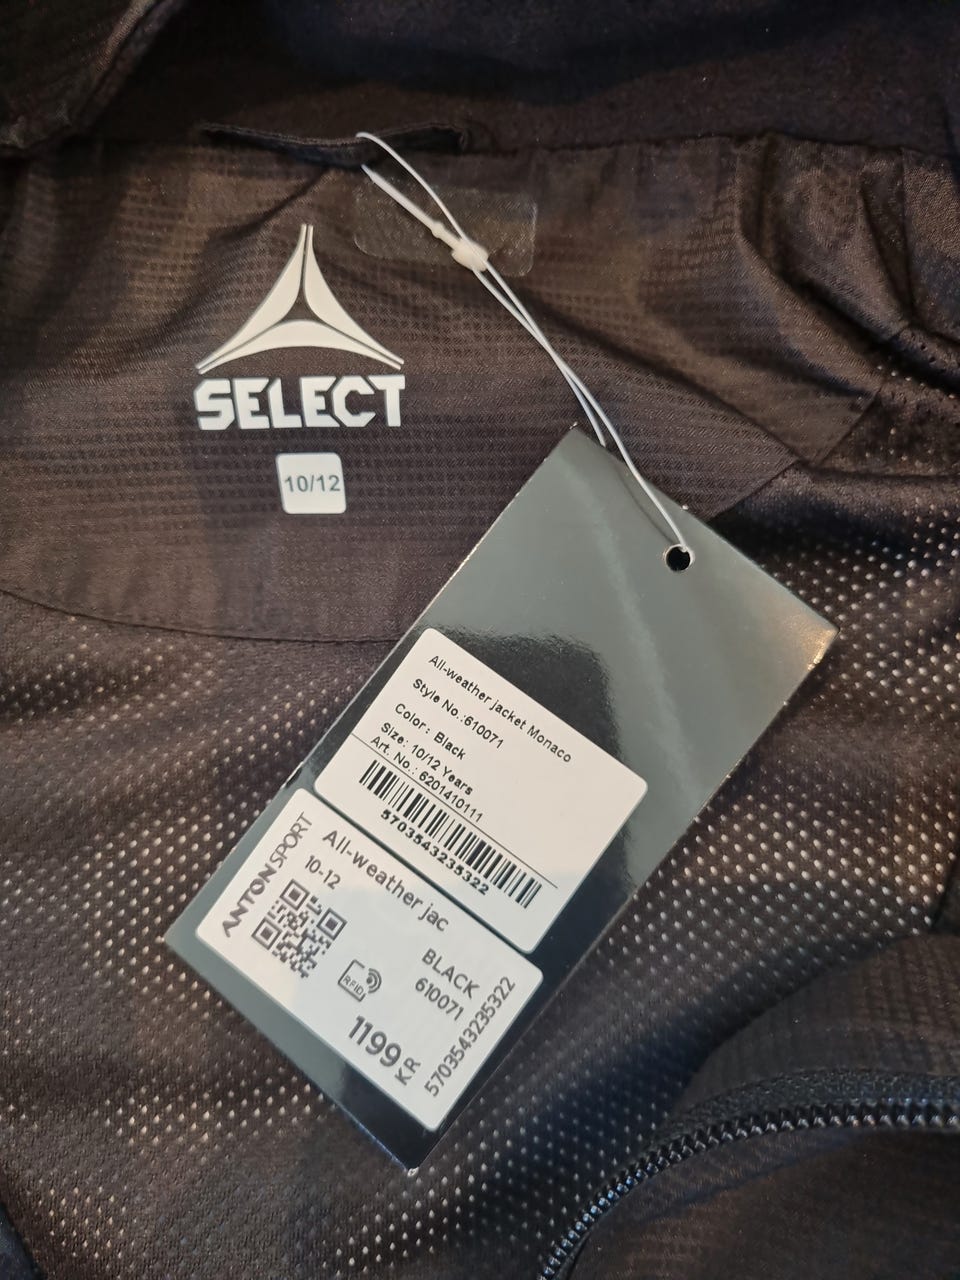 SELECT
10/12
All-weather jacket Monaco
Style No.:610071
Color: Black
Size: 10/12 Years
Art. No.: 6201410111
5703543235322
ANTON SPORT
All-weather jac
10-12
BLACK
610071
RFID
1199 KR
5703543235322